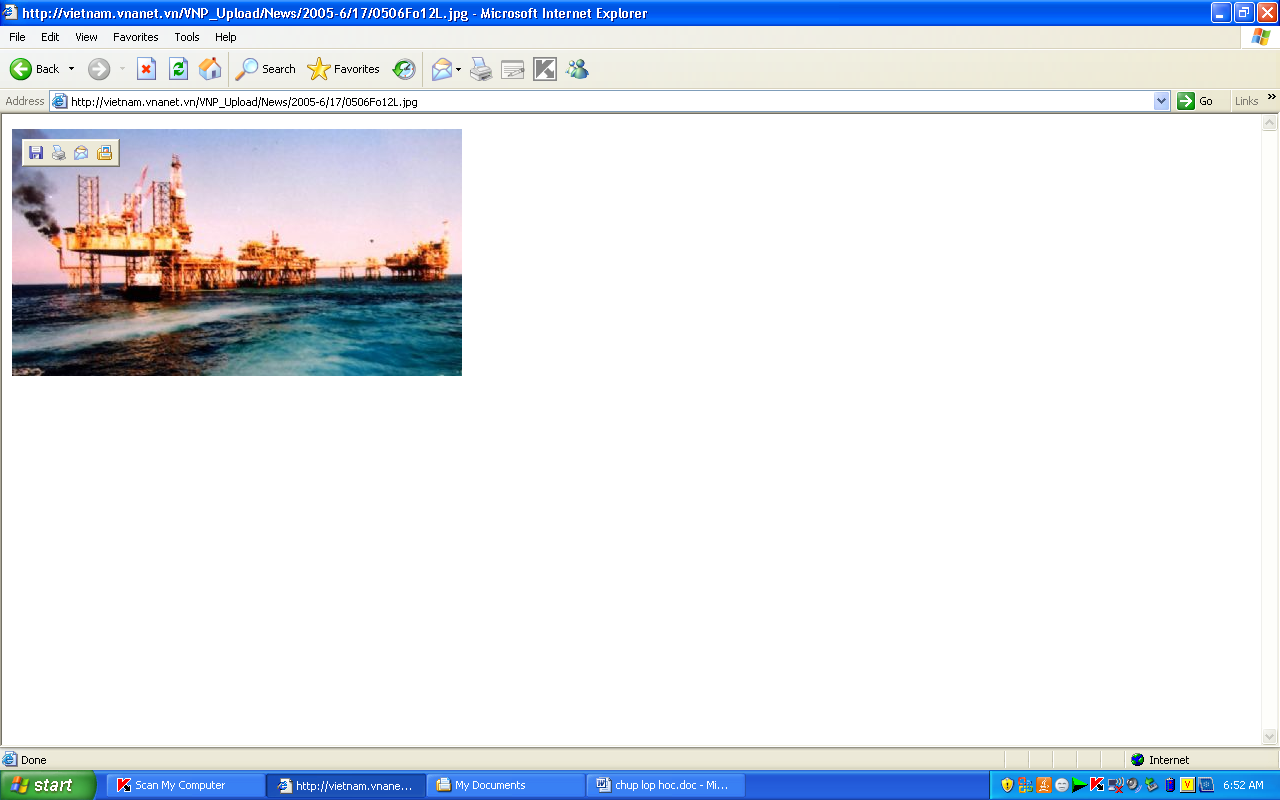 http://vietnam.vnanet.vn/VNP_Upload/News/2005-6/17/0506Fo12L.jpg - Microsoft Internet Explorer
File Edit View Favorites Tools Help
Back Search Favorites
Address http://vietnam.vnanet.vn/VNP_Upload/News/2005-6/17/0506Fo12L.jpg Go Links »
Done Internet
start Scan My Computer http://vietnam.vnane... My Documents chup lop hoc.doc - Mi... 6:52 AM